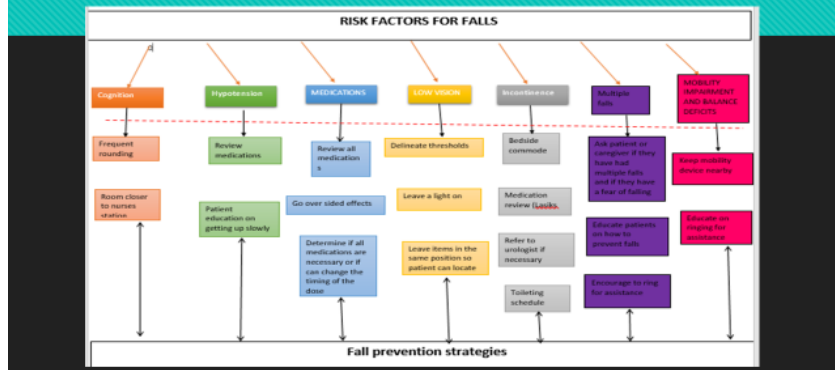 RISK FACTORS FOR FALLS
Cognition
Hypotension
MEDICATIONS
LOW VISION
Incontinence
Multiple
falls
MOBILITY
IMPAIRMENT
AND BALANCE
DEFICITS
Frequent
rounding
Review
medications
Review all
medication
s
Delineate thresholds
Bedside
commode
Ask patient or
caregiver if they
have had
multiple falls
and if they have
a fear of falling
Keep mobility
device nearby
Room closer
to nurses
station
Patient
education on
getting up slowly
Go over sided effects
Leave a light on
Medication
review (Lasiks
Educate patients
on how to
prevent falls
Educate on
ringing for
assistance
Determine if all
medications are
necessary or if
can change the
timing of the
dose
Leave items in the
same position so
patient can locate
Refer to
urologist if
necessary
Toileting
schedule
Encourage to ring
for assistance
Fall prevention strategies